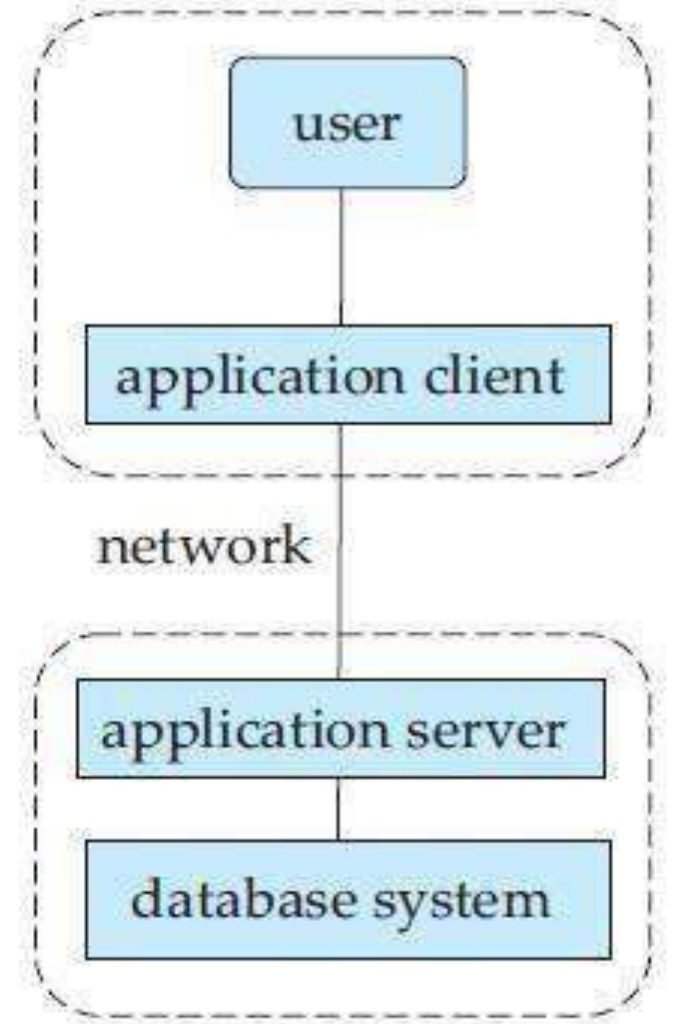 user
application client
network
application server
database system